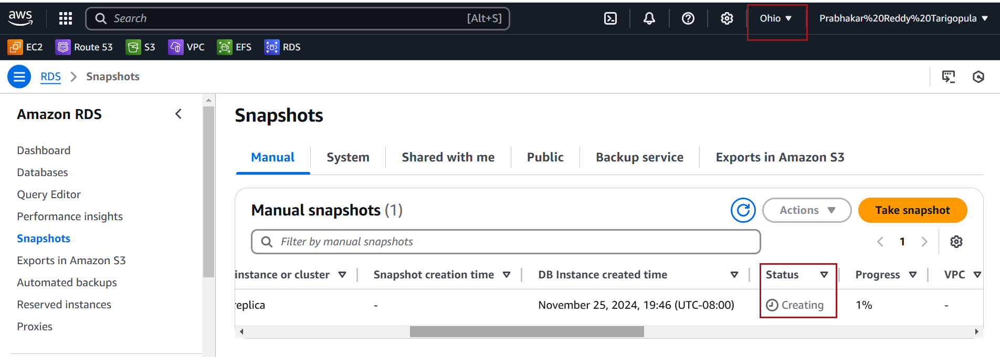 aws
Search [Alt+S]
Ohio
Prabhakar%20Reddy%20Tarigopula
EC2 Route 53 S3 VPC EFS RDS
RDS > Snapshots
Amazon RDS
Dashboard
Databases
Query Editor
Performance insights
Snapshots
Exports in Amazon S3
Automated backups
Reserved instances
Proxies
Snapshots
Manual System Shared with me Public Backup service Exports in Amazon S3
Manual snapshots (1)
Actions
Take snapshot
Filter by manual snapshots
1
instance or cluster Snapshot creation time DB Instance created time Status Progress VPC
replica - November 25, 2024, 19:46 (UTC-08:00) Creating 1% -